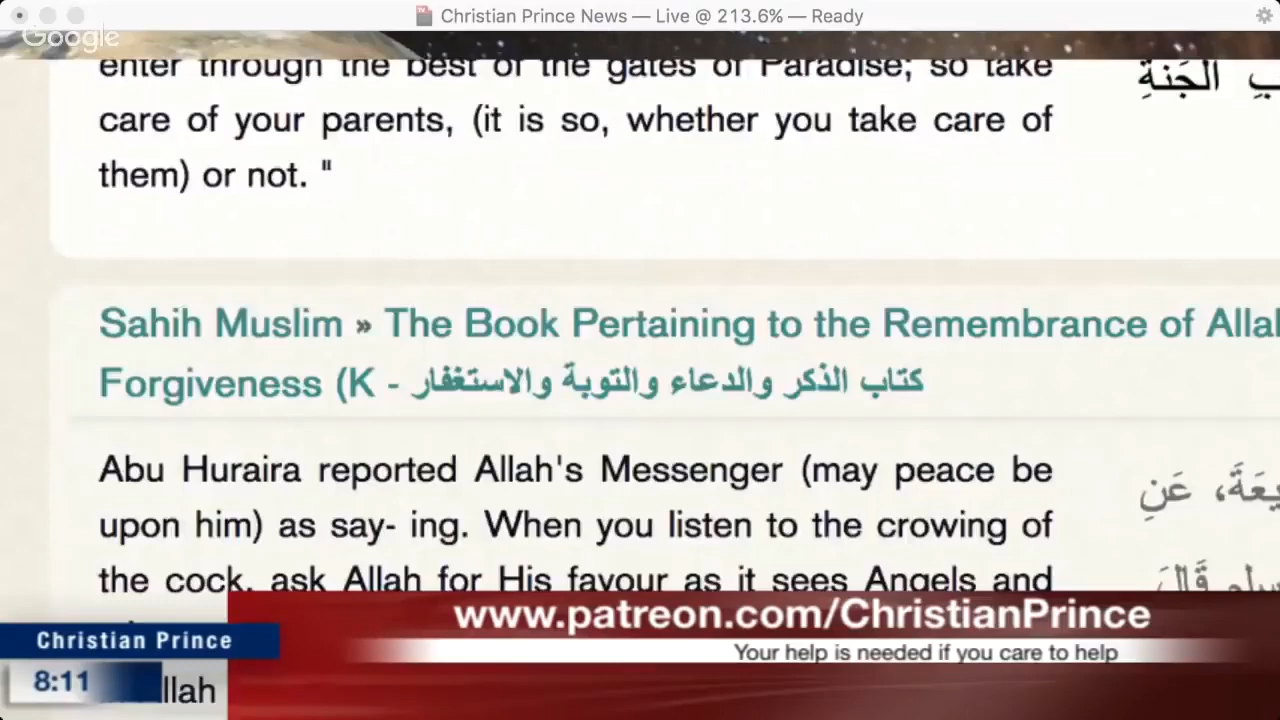 Christian Prince News — Live @ 213.6% — Ready
Google
enter through the best of the gates of Paradise; so take
care of your parents, (it is so, whether you take care of
them) or not. "
الجَنَّةِ
Sahih Muslim » The Book Pertaining to the Remembrance of Allah
Forgiveness (K - كتاب الذكر والدعاء والتوبة والاستغفار
Abu Huraira reported Allah's Messenger (may peace be
upon him) as say- ing. When you listen to the crowing of
the cock, ask Allah for His favour as it sees Angels and
عَنِ
قَالَ
www.patreon.com/ChristianPrince
Christian Prince
Your help is needed if you care to help
8:11
llah